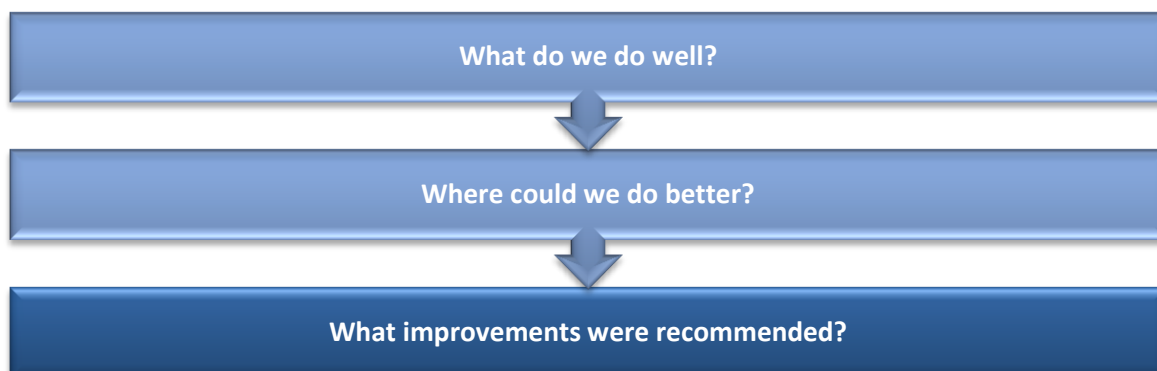 What do we do well?
Where could we do better?
What improvements were recommended?